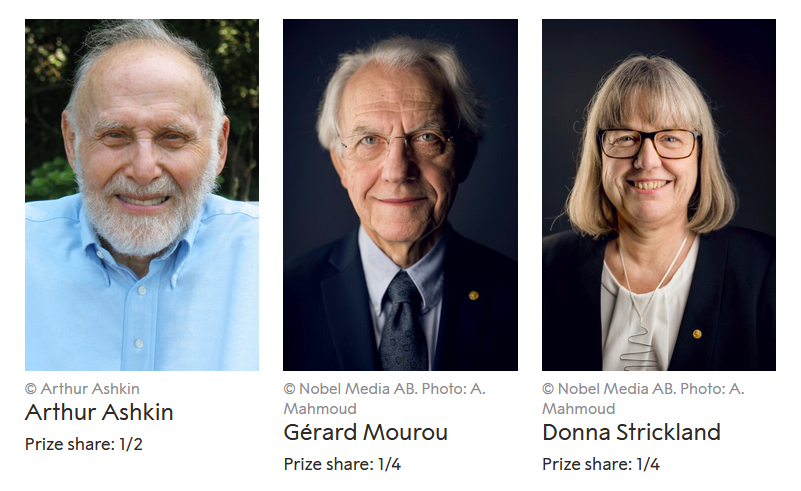 © Arthur Ashkin
Arthur Ashkin
Prize share: 1/2
© Nobel Media AB. Photo: A.
Mahmoud
Gérard Mourou
Prize share: 1/4
© Nobel Media AB. Photo: A.
Mahmoud
Donna Strickland
Prize share: 1/4